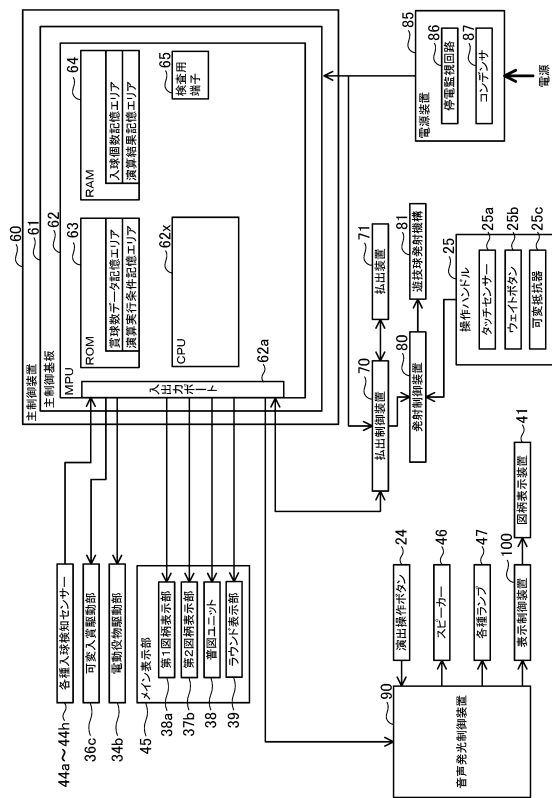 60
主制御装置
61
主制御基板
62
MPU
63
ROM
賞球数データ記憶エリア
演算実行条件記憶エリア
64
RAM
入球個数記憶エリア
演算結果記憶エリア
65
検査用
端子
62x
CPU
62a
入出力ポート
85
電源装置
86
停電監視回路
87
コンデンサ
電源
44a～44h
各種入球検知センサー
36c
可変入賞駆動部
34b
電動役物駆動部
45
メイン表示部
38a
第1図柄表示部
37b
第2図柄表示部
38
普図ユニット
39
ラウンド表示部
70
払出制御装置
71
払出装置
80
発射制御装置
81
遊技球発射機構
25
操作ハンドル
タッチセンサー
25a
ウェイトボタン
25b
可変抵抗器
25c
90
音声発光制御装置
24
演出操作ボタン
46
スピーカー
47
各種ランプ
100
表示制御装置
41
図柄表示装置